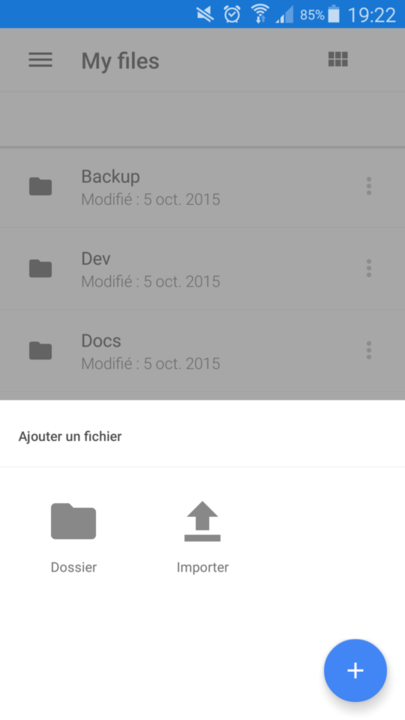 85% 19:22
My files
Backup
Modifié : 5 oct. 2015
Dev
Modifié : 5 oct. 2015
Docs
Modifié : 5 oct. 2015
Ajouter un fichier
Dossier Importer